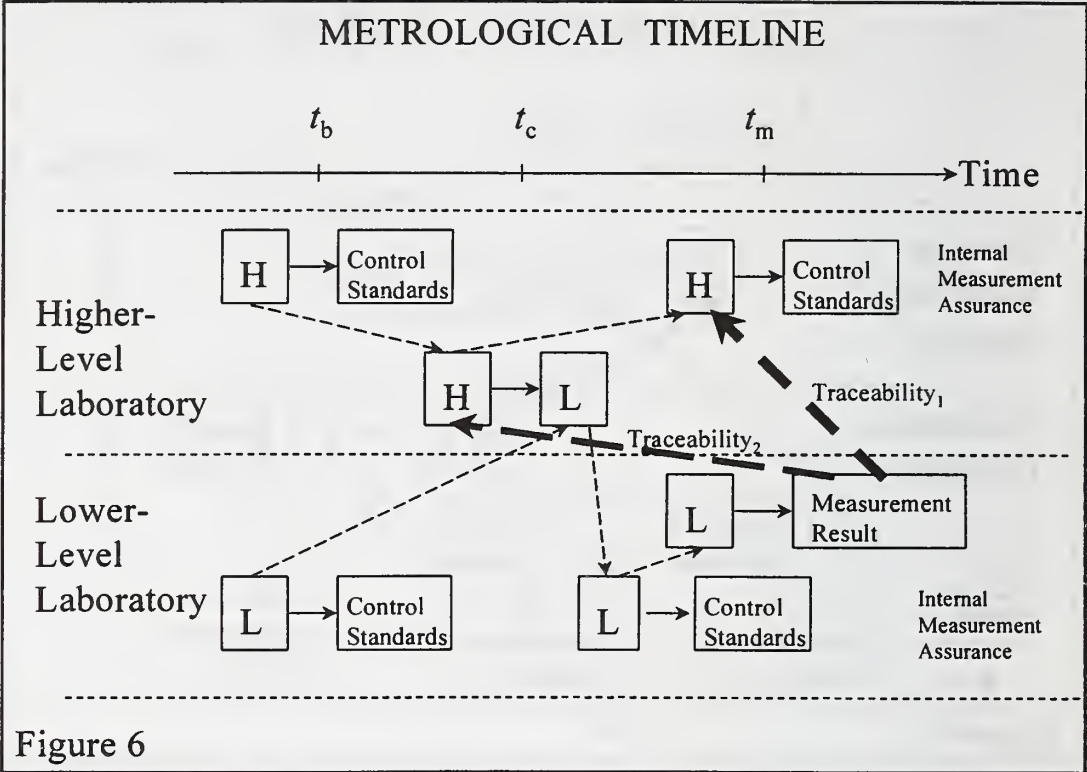 METROLOGICAL TIMELINE
t_b t_c t_m
Time
H
Control
Standards
H
Control
Standards
Internal
Measurement
Assurance
Higher-
Level
Laboratory
H
L
Traceability₁
Traceability₂
Lower-
Level
Laboratory
L
Measurement
Result
L
Control
Standards
L
Control
Standards
Internal
Measurement
Assurance
Figure 6